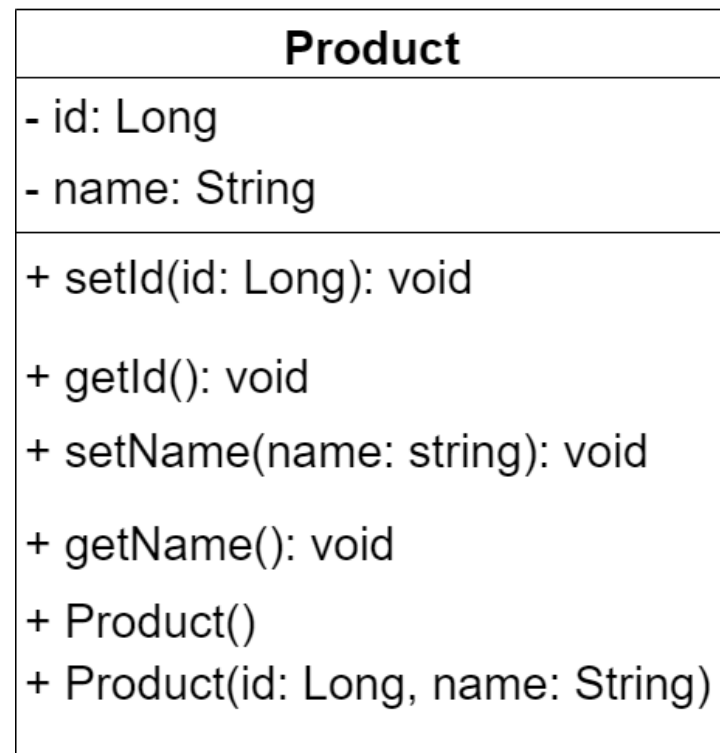 Product
- id: Long
- name: String
+ setId(id: Long): void
+ getId(): void
+ setName(name: string): void
+ getName(): void
+ Product()
+ Product(id: Long, name: String)